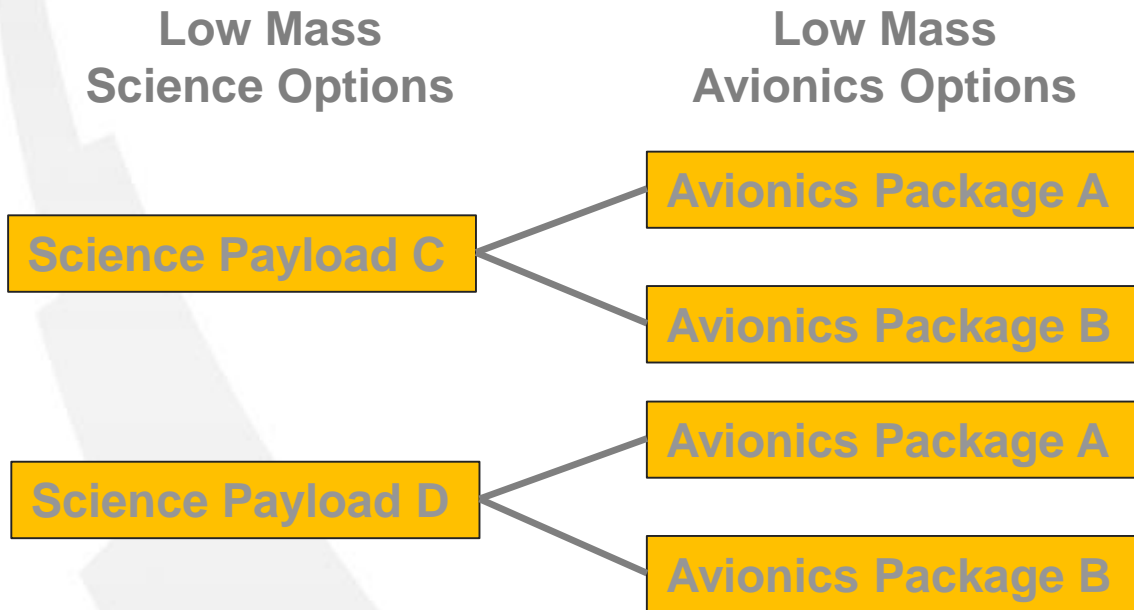 Low Mass
Science Options
Low Mass
Avionics Options
Science Payload C
Avionics Package A
Avionics Package B
Science Payload D
Avionics Package A
Avionics Package B